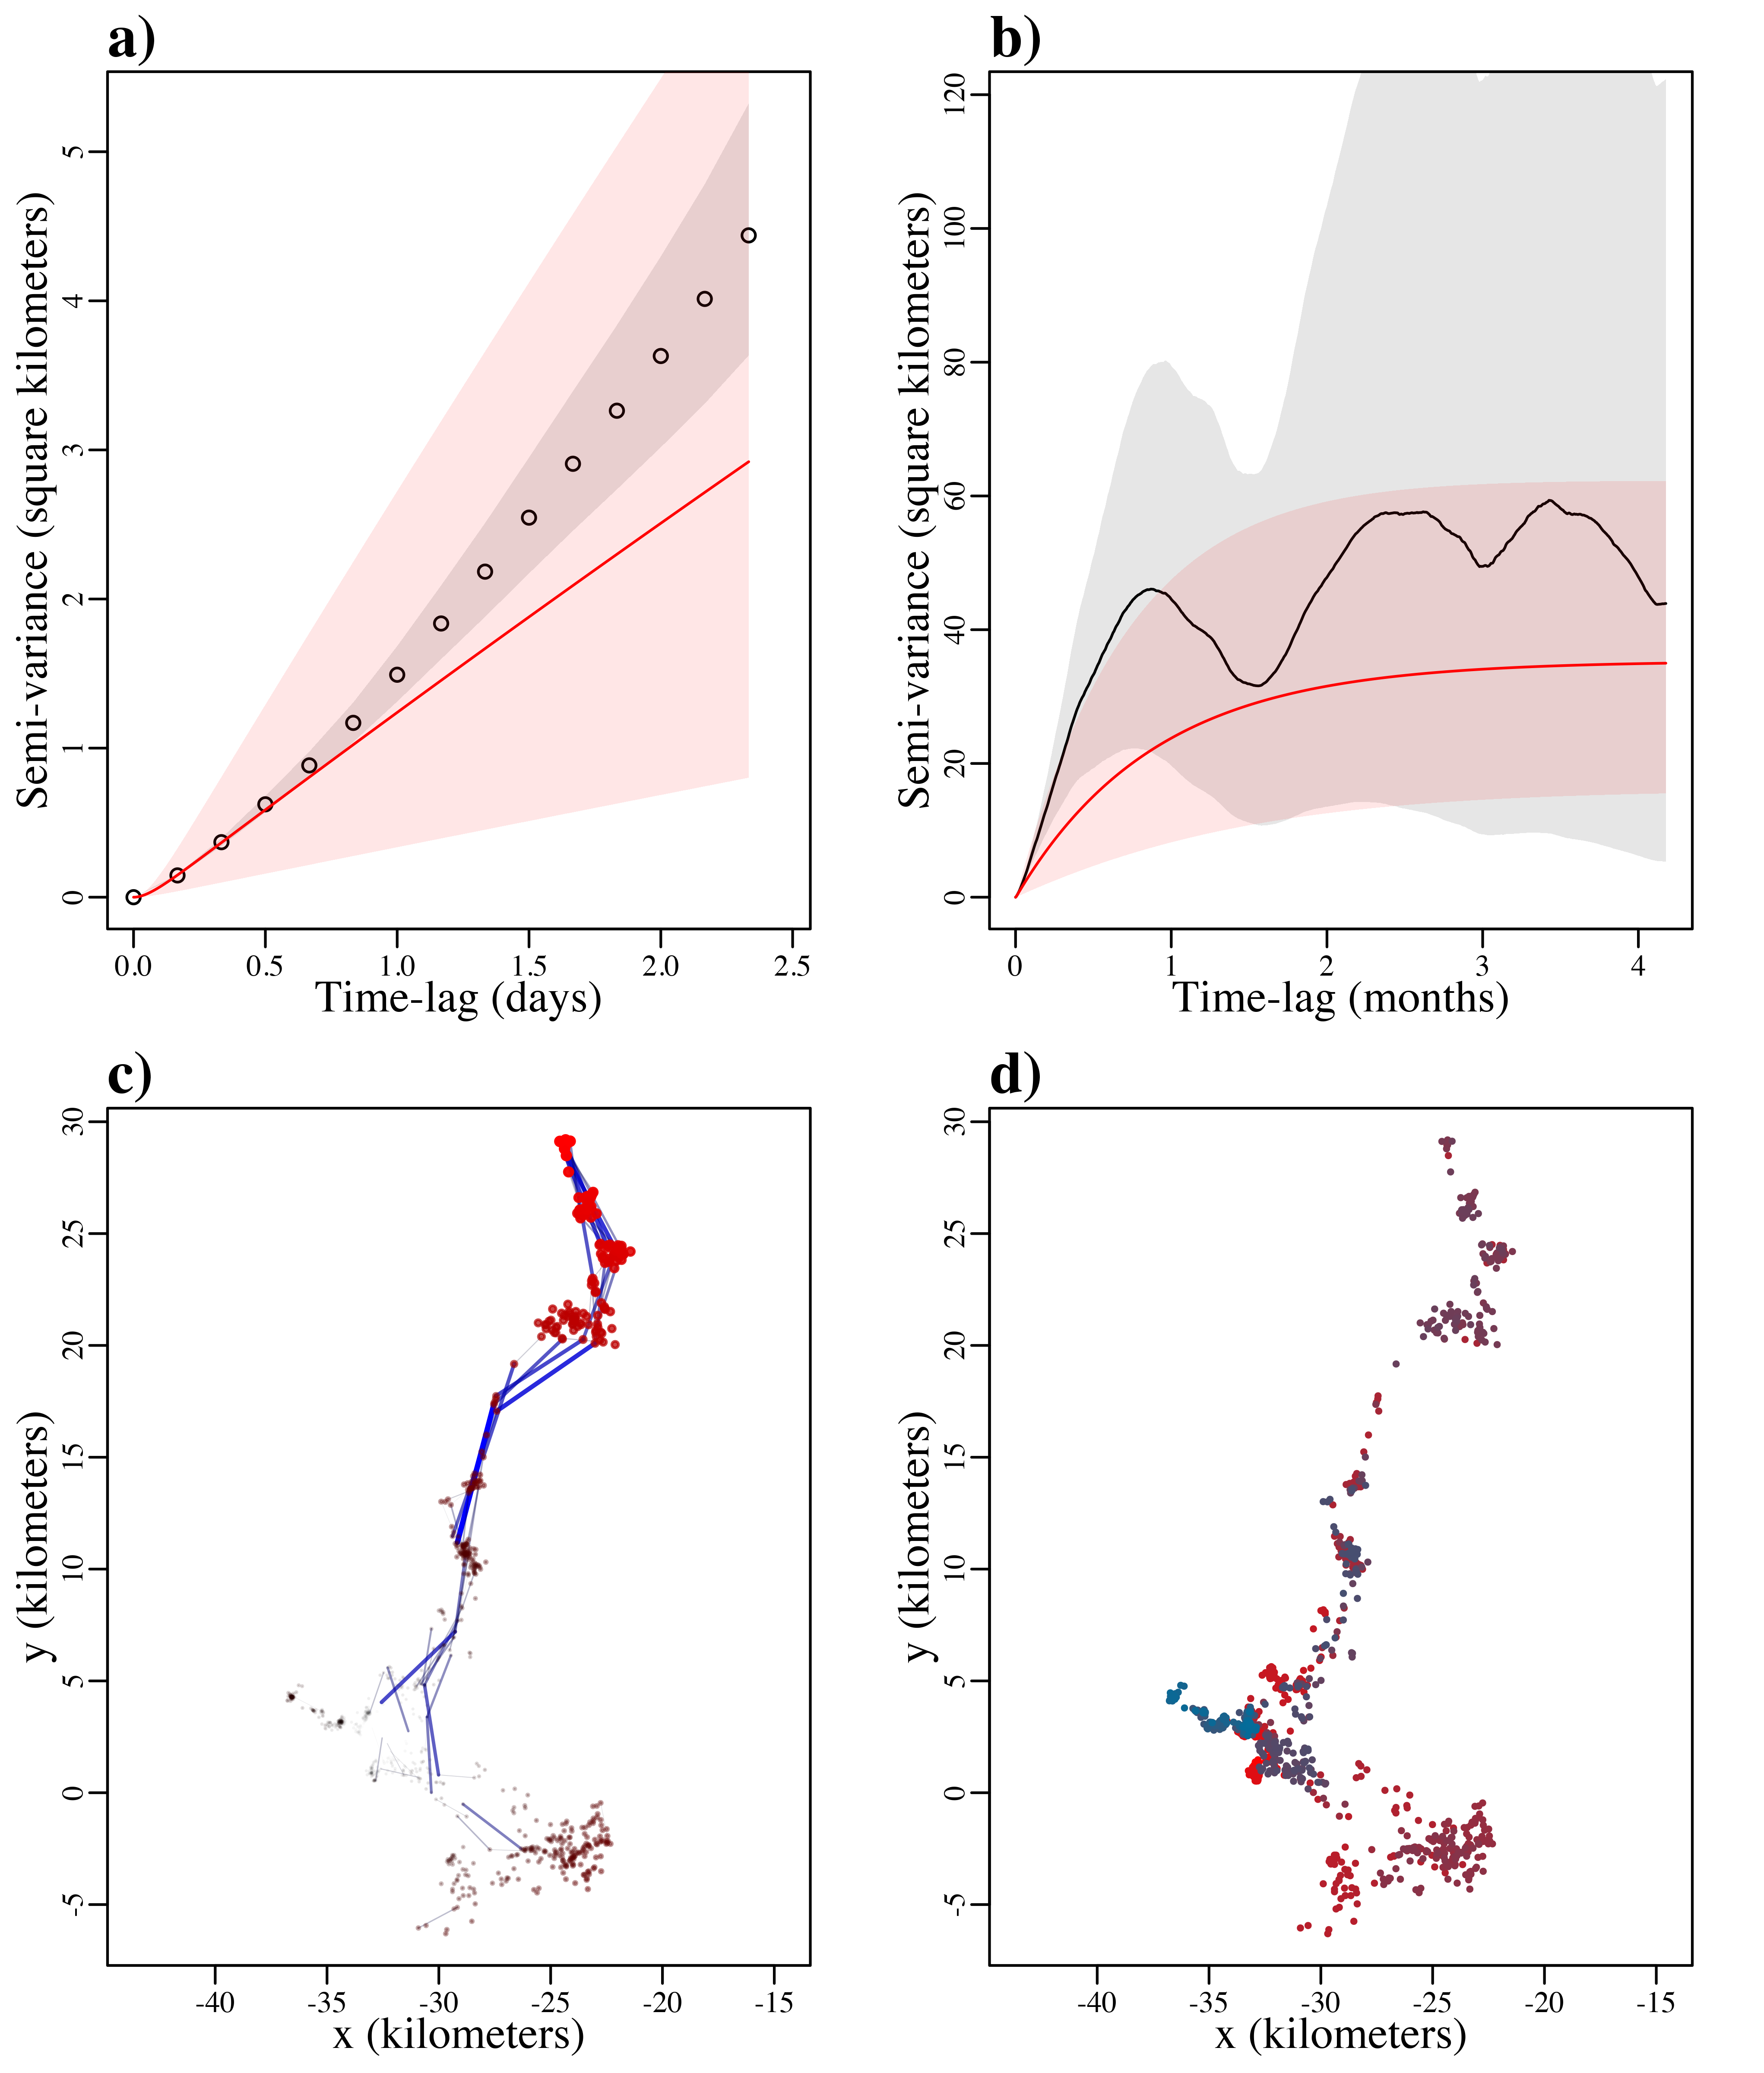 a)
Semi-variance (square kilometers)
0 1 2 3 4 5
0.0 0.5 1.0 1.5 2.0 2.5
Time-lag (days)
b)
Semi-variance (square kilometers)
0 20 40 60 80 100 120
0 1 2 3 4
Time-lag (months)
c)
y (kilometers)
-5 0 5 10 15 20 25 30
-40 -35 -30 -25 -20 -15
x (kilometers)
d)
y (kilometers)
-5 0 5 10 15 20 25 30
-40 -35 -30 -25 -20 -15
x (kilometers)